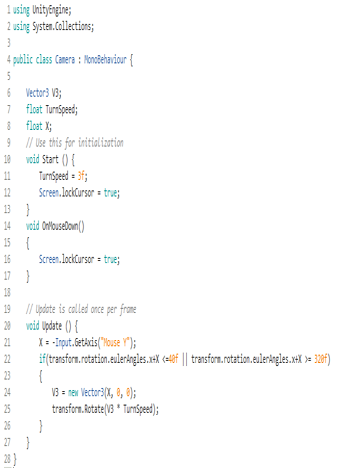 1 using UnityEngine;
2 using System.Collections;
3
4 public class Camera : MonoBehaviour {
5
6 Vector3 V3;
7 float TurnSpeed;
8 float X;
9 // Use this for initialization
10 void Start () {
11 TurnSpeed = 3f;
12 Screen.lockCursor = true;
13 }
14 void OnMouseDown()
15 {
16 Screen.lockCursor = true;
17 }
18
19 // Update is called once per frame
20 void Update () {
21 X = -Input.GetAxis("Mouse Y");
22 if(transform.rotation.eulerAngles.x+X <=40f || transform.rotation.eulerAngles.x+X >= 320f)
23 {
24 V3 = new Vector3(X, 0, 0);
25 transform.Rotate(V3 * TurnSpeed);
26 }
27 }
28 }